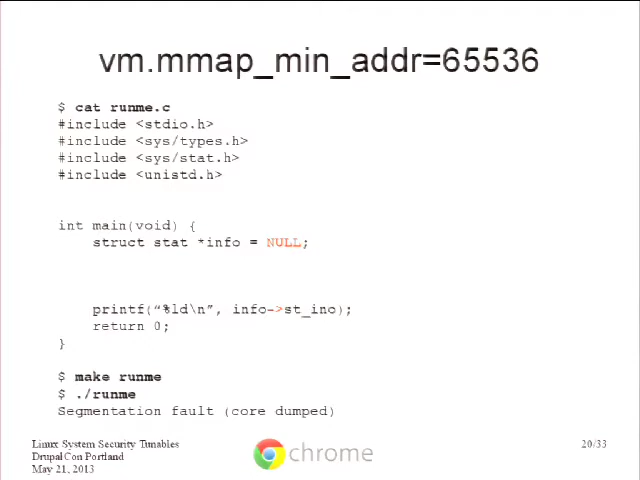 vm.mmap_min_addr=65536
$ cat runme.c
#include <stdio.h>
#include <sys/types.h>
#include <sys/stat.h>
#include <unistd.h>
int main(void) {
struct stat *info = NULL;
printf(“%ld\n”, info->st_ino);
return 0;
}
$ make runme
$ ./runme
Segmentation fault (core dumped)
Linux System Security Tunables
DrupalCon Portland
May 21, 2013
chrome
20/33